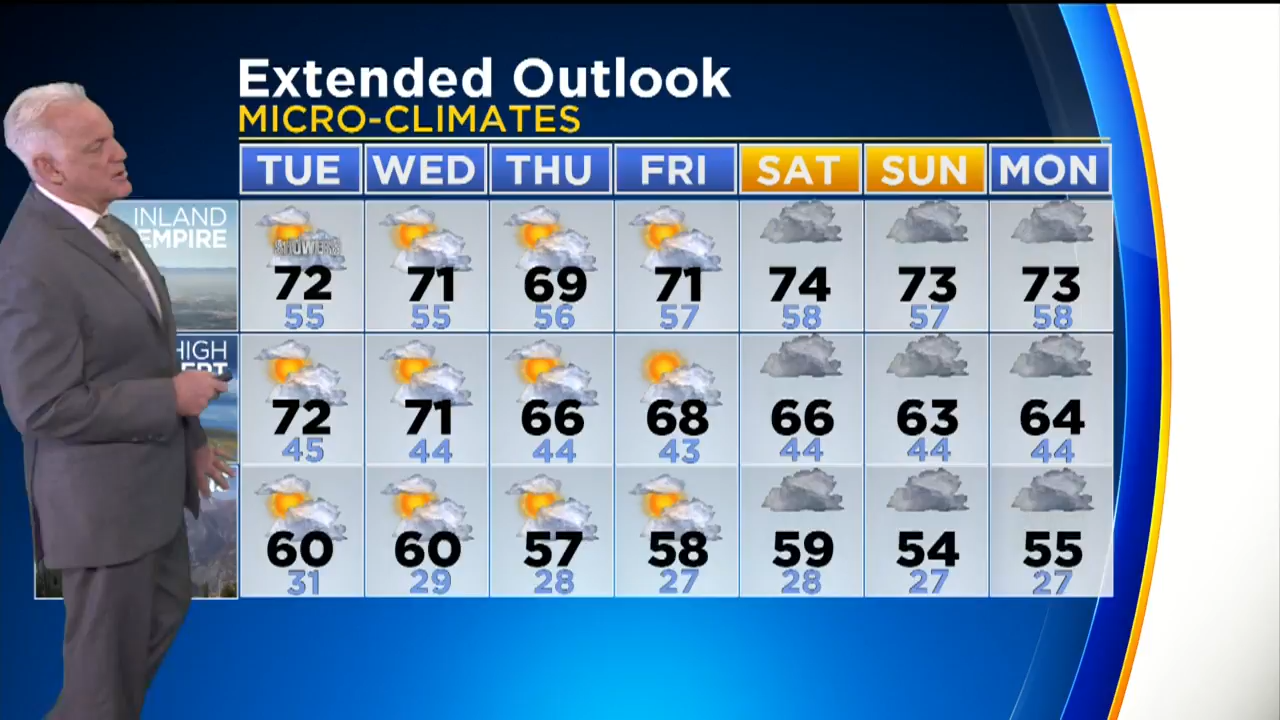 Extended Outlook
MICRO-CLIMATES
TUE WED THU FRI SAT SUN MON
INLAND
EMPIRE
SHOWERS
72 71 69 71 74 73 73
55 55 56 57 58 57 58
HIGH
72 71 66 68 66 63 64
45 44 44 43 44 44 44
60 60 57 58 59 54 55
31 29 28 27 28 27 27